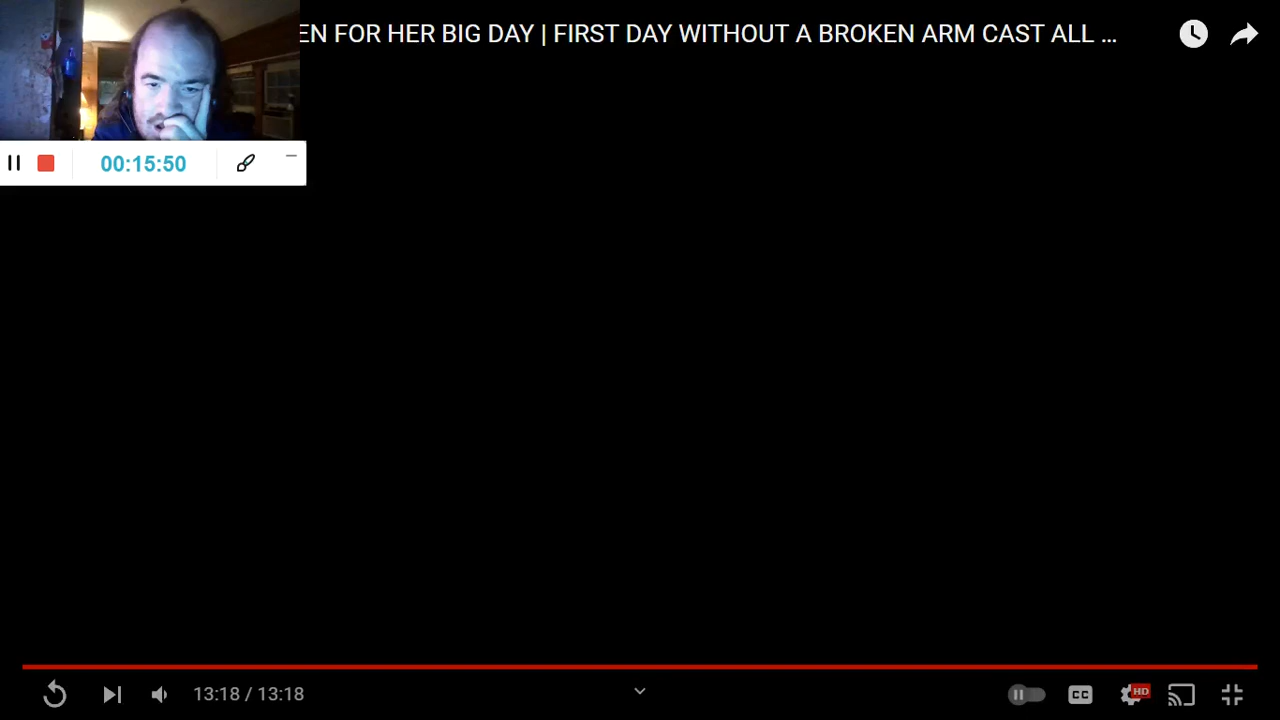 EN FOR HER BIG DAY | FIRST DAY WITHOUT A BROKEN ARM CAST ALL ...
00:15:50
13:18 / 13:18
CC
HD